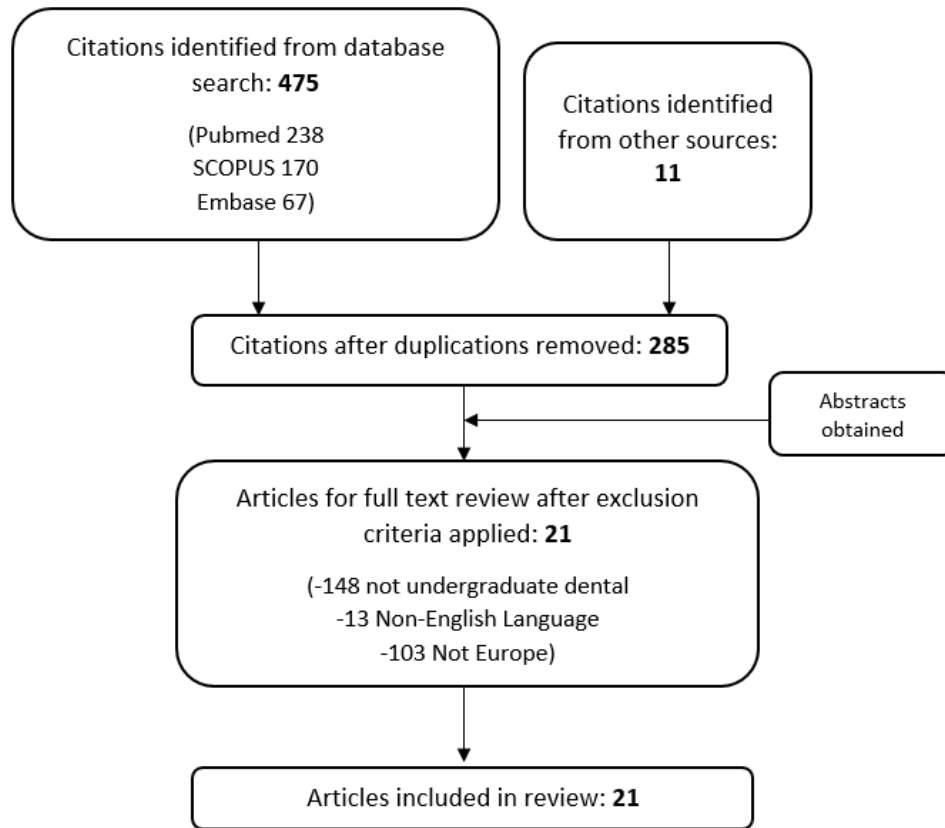 Citations identified from database
search: 475
(Pubmed 238
SCOPUS 170
Embase 67)
Citations identified
from other sources:
11
Citations after duplications removed: 285
Abstracts
obtained
Articles for full text review after exclusion
criteria applied: 21
(-148 not undergraduate dental
-13 Non-English Language
-103 Not Europe)
Articles included in review: 21